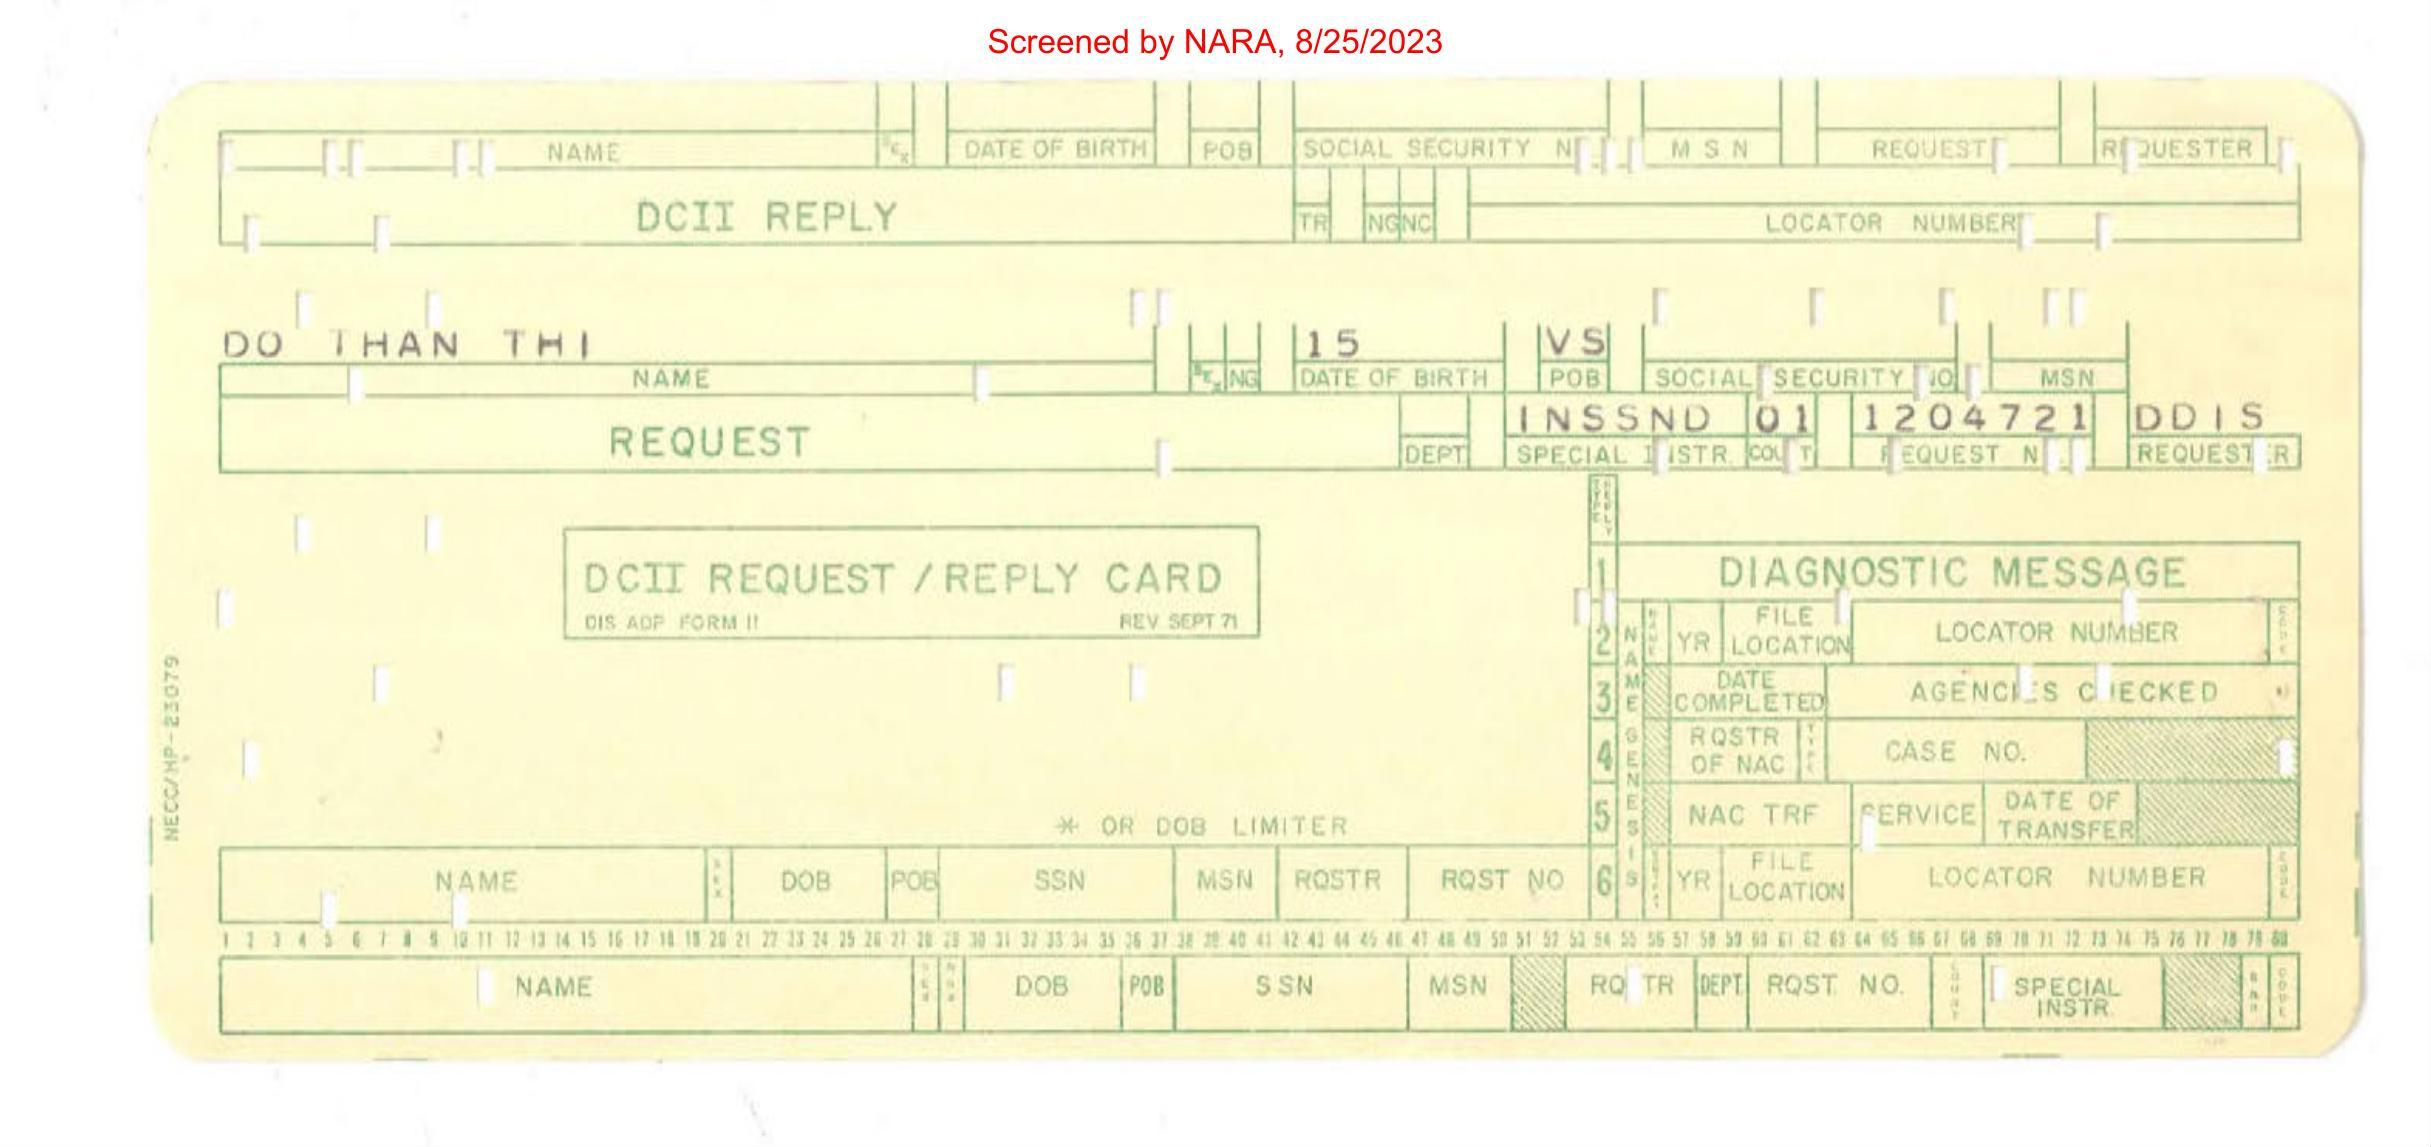 Screened by NARA, 8/25/2023
NAME SEX DATE OF BIRTH POB SOCIAL SECURITY MSN REQUEST REQUESTER
DCII REPLY TR NG NC LOCATOR NUMBER
DO THAN THI 15 VS
NAME SEX NG DATE OF BIRTH POB SOCIAL SECURITY NO MSN
INSSND 01 1204721 DDIS
REQUEST DEPT SPECIAL INSTR. COUNT REQUEST N REQUESTER
REPLY TYPE
DCII REQUEST / REPLY CARD
DIS ADP FORM 11 REV SEPT 71
1 DIAGNOSTIC MESSAGE
NAME GENESIS
2 YR FILE LOCATION LOCATOR NUMBER
3 DATE COMPLETED AGENCIES CHECKED
4 RQSTR OF NAC TYPE CASE NO.
5 NAC TRF SERVICE DATE OF TRANSFER
6 YR FILE LOCATION LOCATOR NUMBER
NECC/HP-23079
* OR DOB LIMITER
NAME SEX DOB POB SSN MSN RQSTR RQST NO
1 2 3 4 5 6 7 8 9 10 11 12 13 14 15 16 17 18 19 20 21 22 23 24 25 26 27 28 29 30 31 32 33 34 35 36 37 38 39 40 41 42 43 44 45 46 47 48 49 50 51 52 53 54 55 56 57 58 59 60 61 62 63 64 65 66 67 68 69 70 71 72 73 74 75 76 77 78 79 80
NAME SEX DOB POB SSN MSN RQSTR DEPT. RQST. NO. COUNT SPECIAL INSTR. CODE